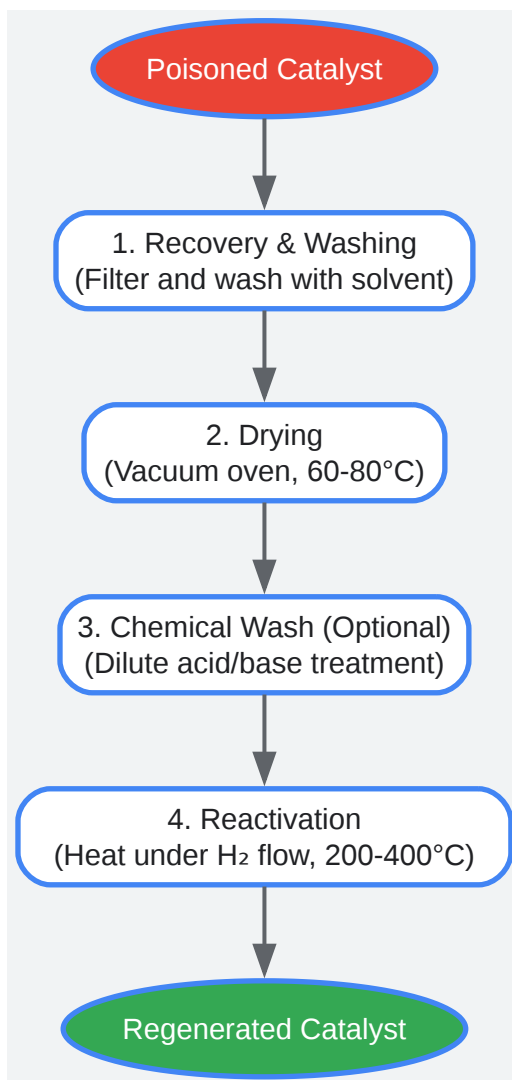 Poisoned Catalyst
1. Recovery & Washing
(Filter and wash with solvent)
2. Drying
(Vacuum oven, 60-80°C)
3. Chemical Wash (Optional)
(Dilute acid/base treatment)
4. Reactivation
(Heat under H₂ flow, 200-400°C)
Regenerated Catalyst